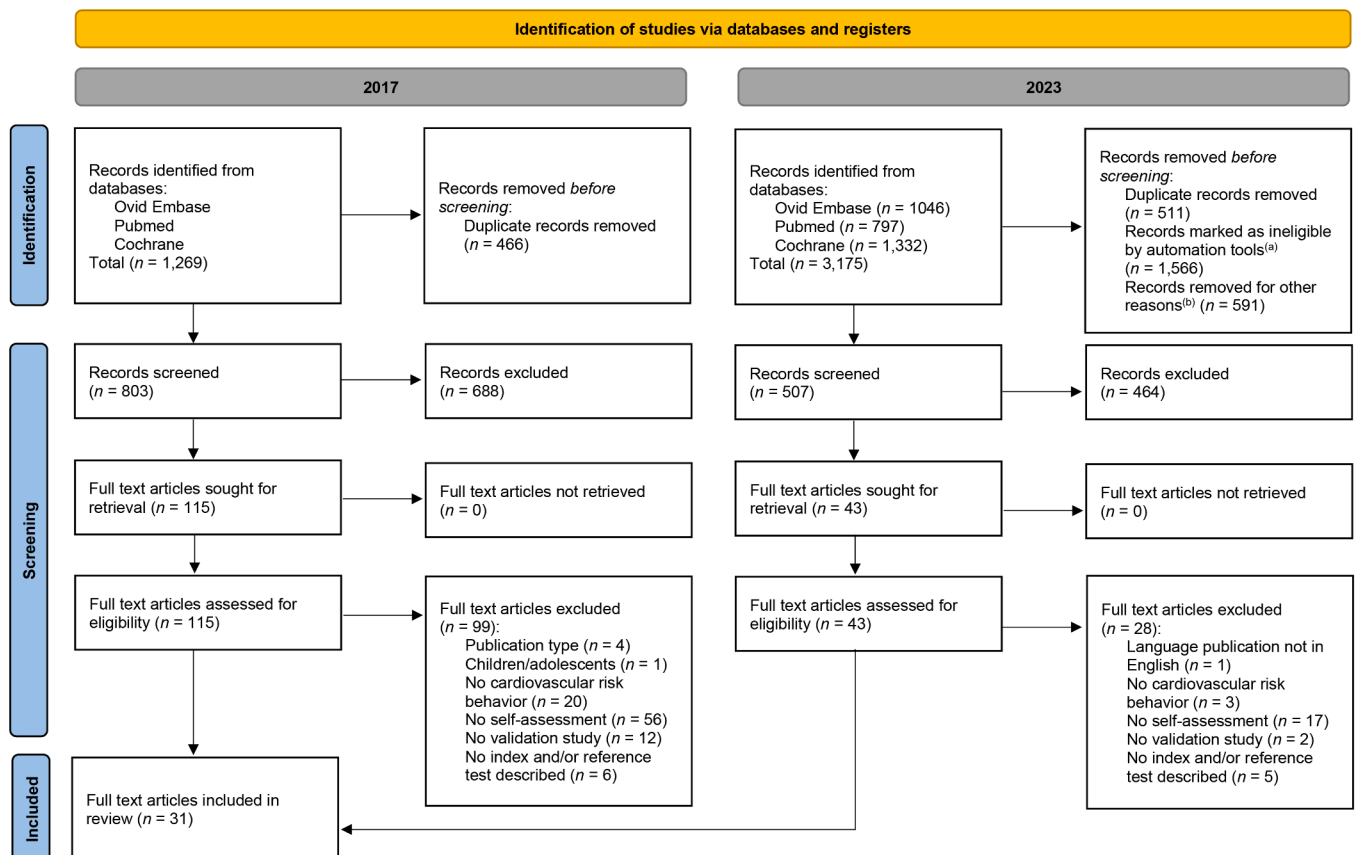 Identification of studies via databases and registers
2017
2023
Identification
Records identified from
databases:
Ovid Embase
Pubmed
Cochrane
Total (n = 1,269)
Records removed before
screening:
Duplicate records removed
(n = 466)
Records identified from
databases:
Ovid Embase (n = 1046)
Pubmed (n = 797)
Cochrane (n = 1,332)
Total (n = 3,175)
Records removed before
screening:
Duplicate records removed
(n = 511)
Records marked as ineligible
by automation tools(a)
(n = 1,566)
Records removed for other
reasons(b) (n = 591)
Screening
Records screened
(n = 803)
Records excluded
(n = 688)
Records screened
(n = 507)
Records excluded
(n = 464)
Full text articles sought for
retrieval (n = 115)
Full text articles not retrieved
(n = 0)
Full text articles sought for
retrieval (n = 43)
Full text articles not retrieved
(n = 0)
Full text articles assessed for
eligibility (n = 115)
Full text articles excluded
(n = 99):
Publication type (n = 4)
Children/adolescents (n = 1)
No cardiovascular risk
behavior (n = 20)
No self-assessment (n = 56)
No validation study (n = 12)
No index and/or reference
test described (n = 6)
Full text articles assessed for
eligibility (n = 43)
Full text articles excluded
(n = 28):
Language publication not in
English (n = 1)
No cardiovascular risk
behavior (n = 3)
No self-assessment (n = 17)
No validation study (n = 2)
No index and/or reference
test described (n = 5)
Included
Full text articles included in
review (n = 31)